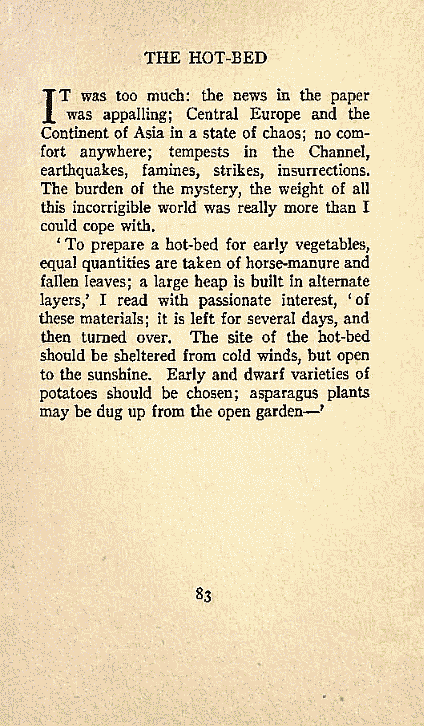 THE HOT-BED
IT was too much: the news in the paper
was appalling; Central Europe and the
Continent of Asia in a state of chaos; no com-
fort anywhere; tempests in the Channel,
earthquakes, famines, strikes, insurrections.
The burden of the mystery, the weight of all
this incorrigible world was really more than I
could cope with.
‘To prepare a hot-bed for early vegetables,
equal quantities are taken of horse-manure and
fallen leaves; a large heap is built in alternate
layers,’ I read with passionate interest, ‘of
these materials; it is left for several days, and
then turned over. The site of the hot-bed
should be sheltered from cold winds, but open
to the sunshine. Early and dwarf varieties of
potatoes should be chosen; asparagus plants
may be dug up from the open garden—’
83